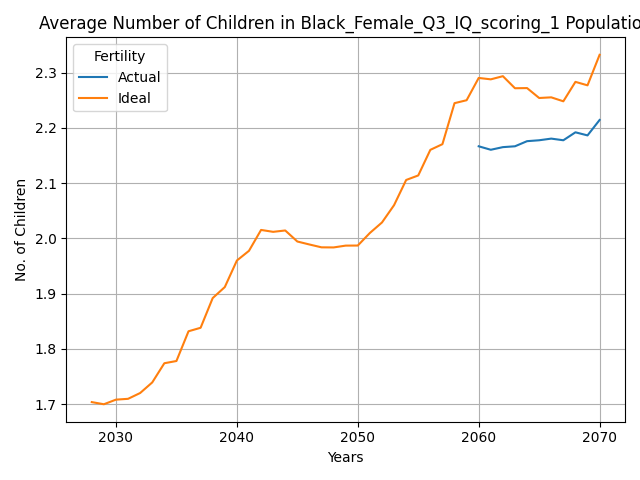 Average Number of Children in Black_Female_Q3_IQ_scoring_1 Populatio
Fertility
Actual
Ideal
2.3
2.2
2.1
2.0
1.9
1.8
1.7
No. of Children
2030 2040 2050 2060 2070
Years